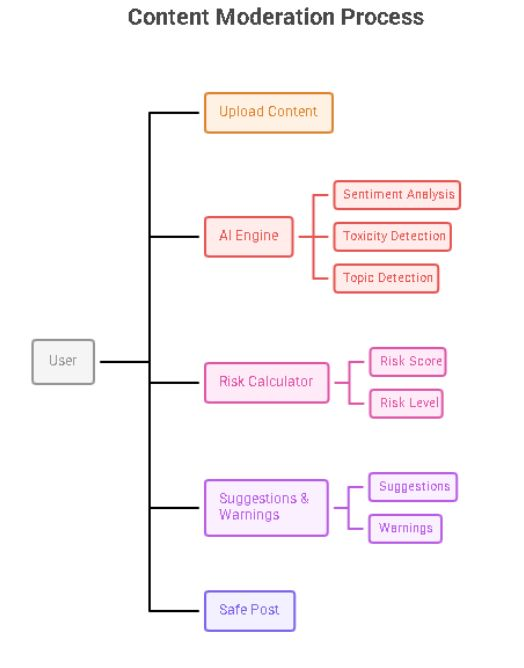 Content Moderation Process
Upload Content
Sentiment Analysis
AI Engine
Toxicity Detection
Topic Detection
User
Risk Score
Risk Calculator
Risk Level
Suggestions &
Warnings
Suggestions
Warnings
Safe Post